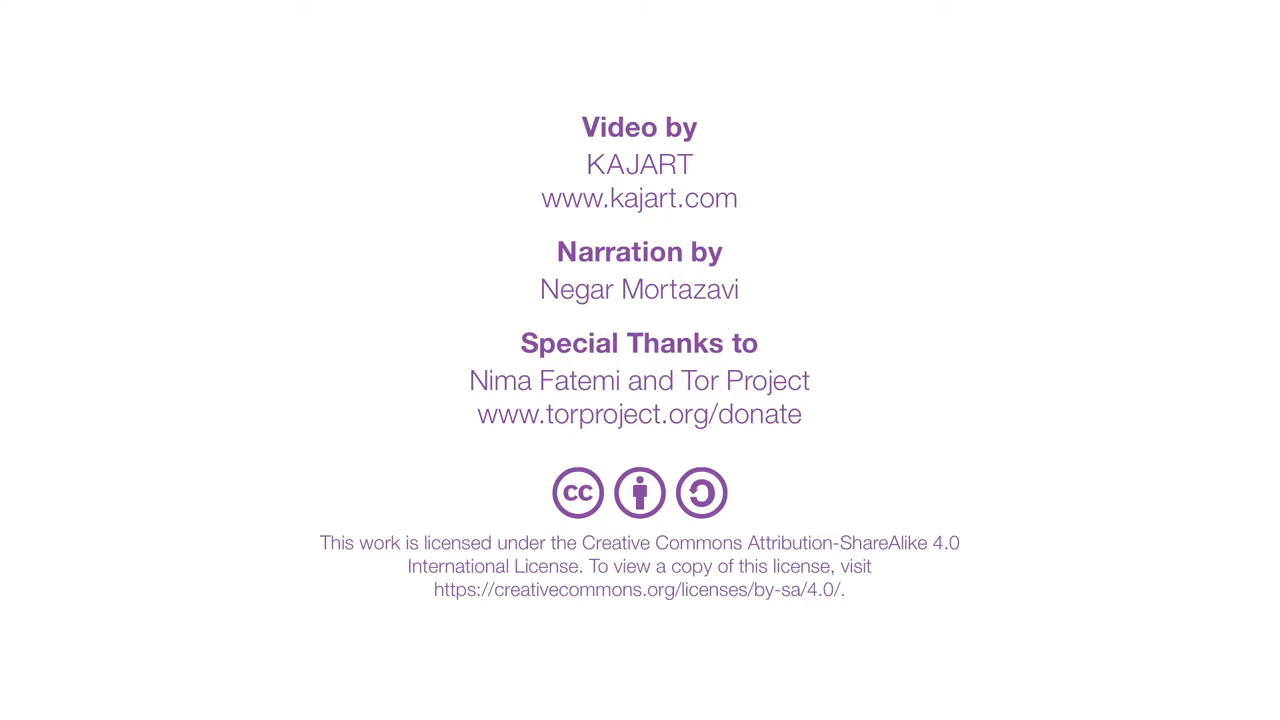 Video by
KAJART
www.kajart.com
Narration by
Negar Mortazavi
Special Thanks to
Nima Fatemi and Tor Project
www.torproject.org/donate
cc
This work is licensed under the Creative Commons Attribution-ShareAlike 4.0
International License. To view a copy of this license, visit
https://creativecommons.org/licenses/by-sa/4.0/.